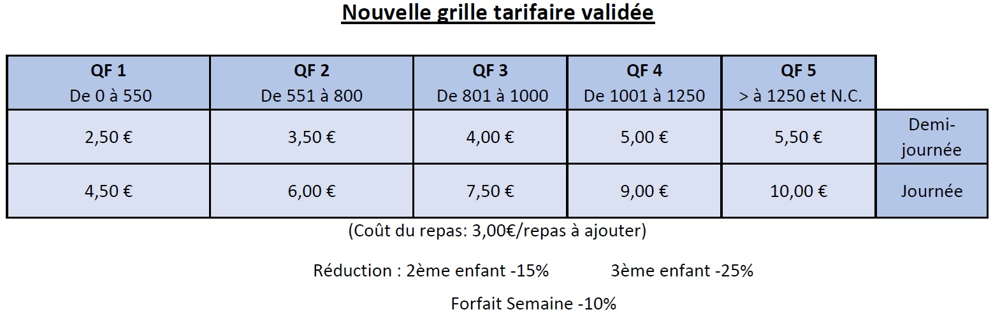 Nouvelle grille tarifaire validée
QF 1 QF 2 QF 3 QF 4 QF 5
De 0 à 550 De 551 à 800 De 801 à 1000 De 1001 à 1250 > à 1250 et N.C.
2,50 € 3,50 € 4,00 € 5,00 € 5,50 € Demi-
journée
4,50 € 6,00 € 7,50 € 9,00 € 10,00 € Journée
(Coût du repas: 3,00€/repas à ajouter)
Réduction : 2ème enfant -15% 3ème enfant -25%
Forfait Semaine -10%